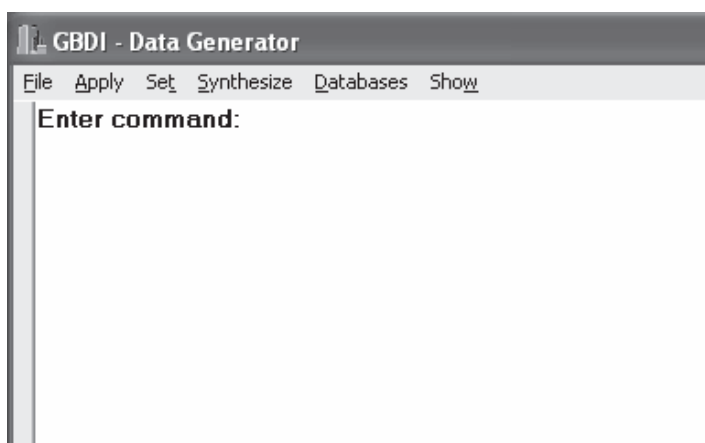 GBDI - Data Generator
File Apply Set Synthesize Databases Show
Enter command: